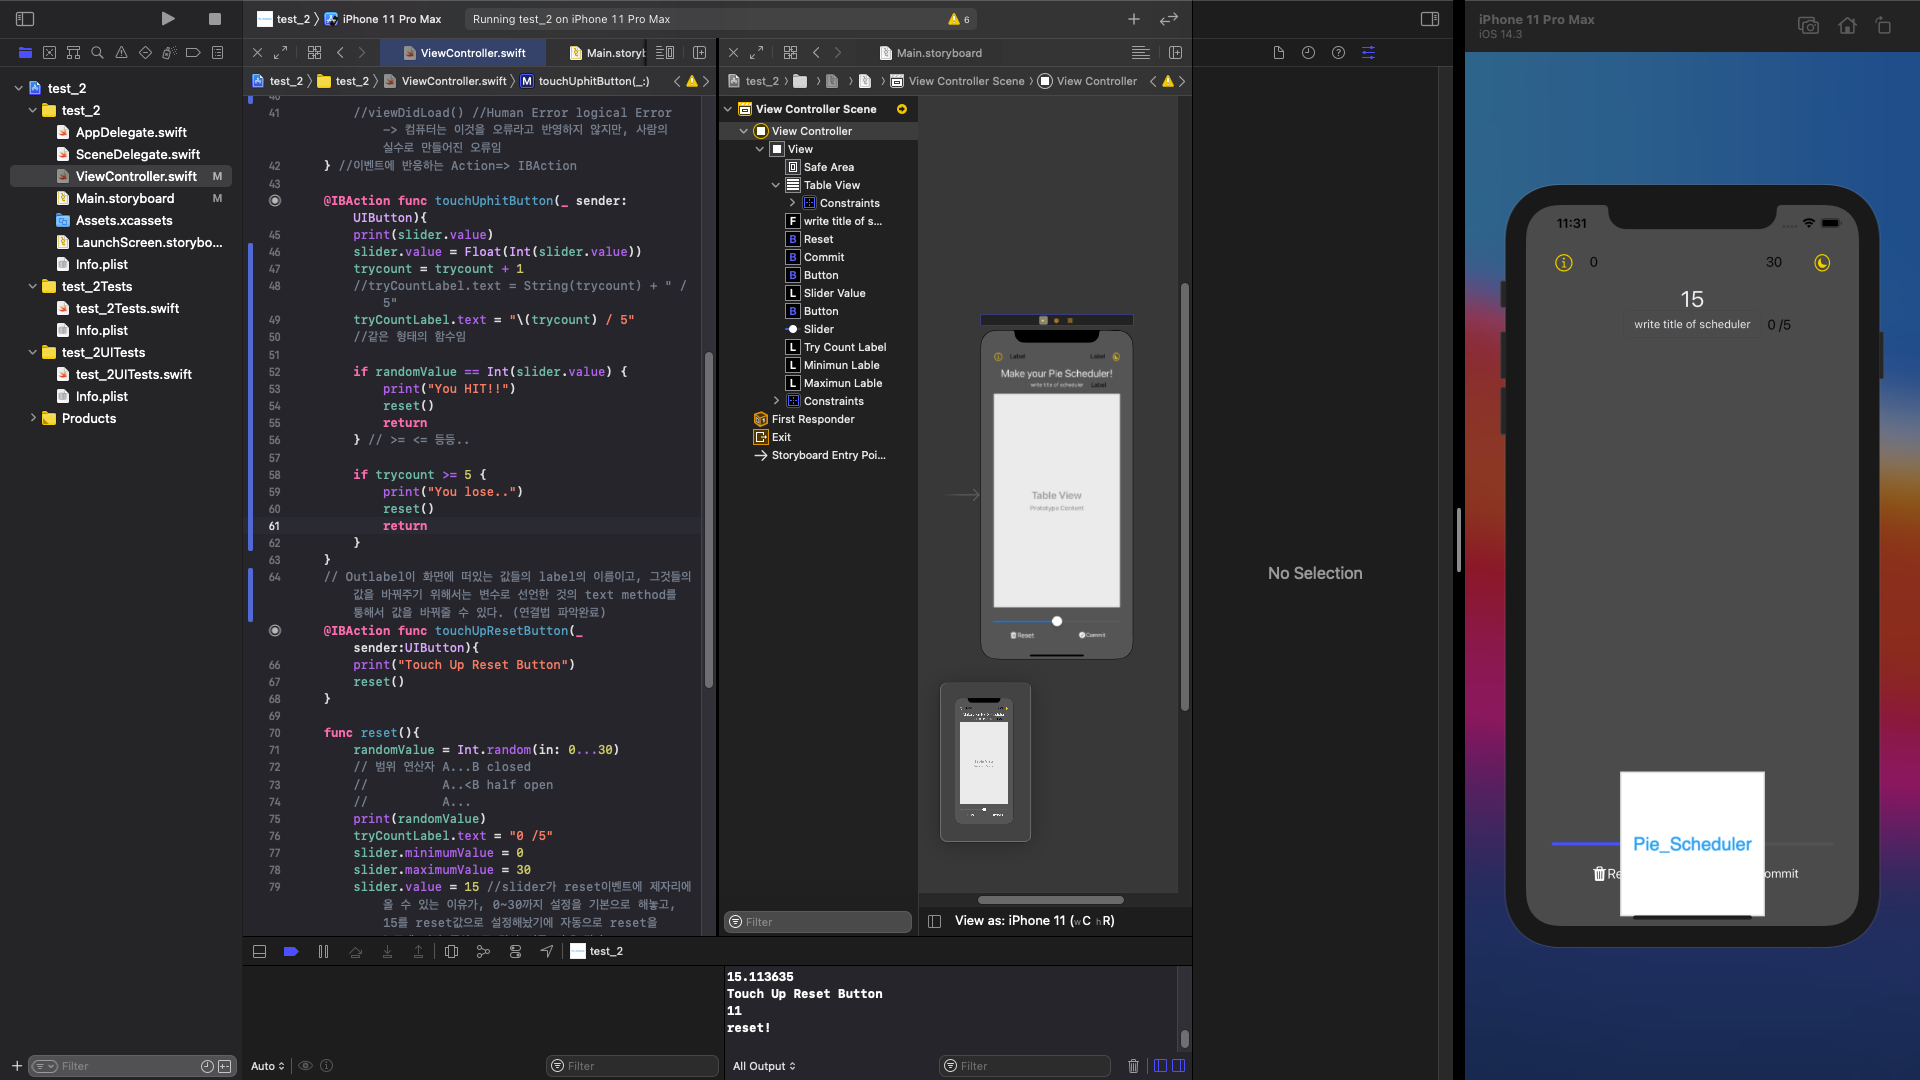 test_2 〉 iPhone 11 Pro Max
Running test_2 on iPhone 11 Pro Max
6
iPhone 11 Pro Max
iOS 14.3
test_2
test_2
AppDelegate.swift
SceneDelegate.swift
ViewController.swift M
Main.storyboard M
Assets.xcassets
LaunchScreen.storybo...
Info.plist
test_2Tests
test_2Tests.swift
Info.plist
test_2UITests
test_2UITests.swift
Info.plist
Products
Filter
ViewController.swift
Main.storyb
test_2 〉 test_2 〉 ViewController.swift 〉 M touchUphitButton(_:)
40
41 //viewDidLoad() //Human Error logical Error
-> 컴퓨터는 이것을 오류라고 반영하지 않지만, 사람의
실수로 만들어진 오류임
42 } //이벤트에 반응하는 Action=> IBAction
43
@IBAction func touchUphitButton(_ sender:
UIButton){
45 print(slider.value)
46 slider.value = Float(Int(slider.value))
47 trycount = trycount + 1
48 //tryCountLabel.text = String(trycount) + " /
5"
49 tryCountLabel.text = "\(trycount) / 5"
50 //같은 형태의 함수임
51
52 if randomValue == Int(slider.value) {
53 print("You HIT!!")
54 reset()
55 return
56 } // >= <= 등등..
57
58 if trycount >= 5 {
59 print("You lose..")
60 reset()
61 return
62 }
63 }
64 // Outlabel이 화면에 떠있는 값들의 label의 이름이고, 그것들의
값을 바꿔주기 위해서는 변수로 선언한 것의 text method를
통해서 값을 바꿔줄 수 있다. (연결법 파악완료)
@IBAction func touchUpResetButton(_
sender:UIButton){
66 print("Touch Up Reset Button")
67 reset()
68 }
69
70 func reset(){
71 randomValue = Int.random(in: 0...30)
72 // 범위 연산자 A...B closed
73 // A..<B half open
74 // A...
75 print(randomValue)
76 tryCountLabel.text = "0 /5"
77 slider.minimumValue = 0
78 slider.maximumValue = 30
79 slider.value = 15 //slider가 reset이벤트에 제자리에
올 수 있는 이유가, 0~30까지 설정을 기본으로 해놓고,
15를 reset값으로 설정해놨기에 자동으로 reset을
Main.storyboard
test_2 〉 View Controller Scene 〉 View Controller
View Controller Scene
View Controller
View
Safe Area
Table View
Constraints
F write title of s...
B Reset
B Commit
B Button
L Slider Value
B Button
Slider
L Try Count Label
L Minimun Lable
L Maximun Lable
Constraints
First Responder
Exit
Storyboard Entry Poi...
Filter
Label Label
Make your Pie Scheduler!
write title of scheduler Label
Table View
Prototype Content
Reset Commit
View as: iPhone 11 (wC hR)
test_2
15.113635
Touch Up Reset Button
11
reset!
Auto
Filter
All Output
Filter
No Selection
11:31
0 30
15
write title of scheduler 0 /5
Pie_Scheduler
Re ommit